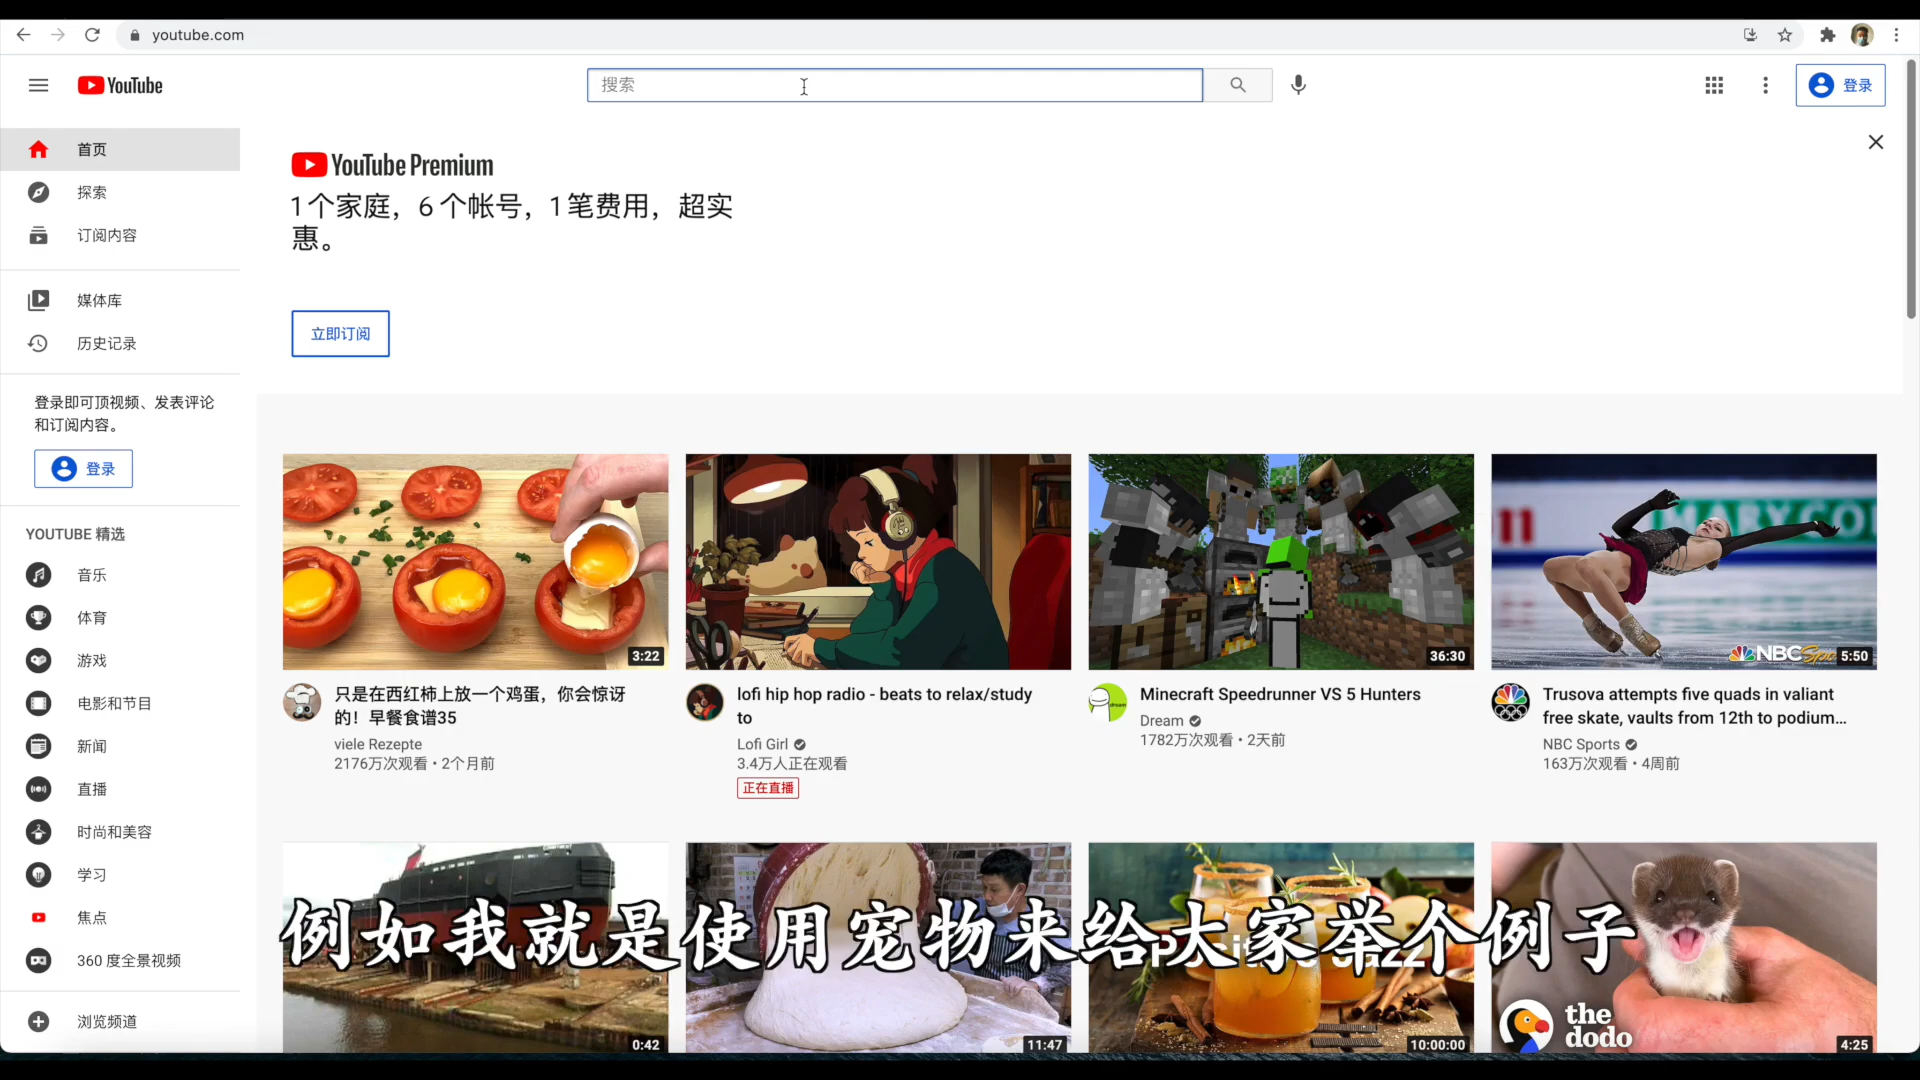 youtube.com
YouTube
搜索
登录
首页
探索
订阅内容
媒体库
历史记录
登录即可顶视频、发表评论
和订阅内容。
登录
YOUTUBE 精选
音乐
体育
游戏
电影和节目
新闻
直播
时尚和美容
学习
焦点
360 度全景视频
浏览频道
YouTube Premium
1 个家庭，6 个帐号，1 笔费用，超实
惠。
立即订阅
3:22
36:30
NBC
5:50
只是在西红柿上放一个鸡蛋，你会惊讶
的！早餐食谱35
viele Rezepte
2176万次观看 • 2个月前
lofi hip hop radio - beats to relax/study
to
Lofi Girl
3.4万人正在观看
正在直播
Minecraft Speedrunner VS 5 Hunters
Dream
1782万次观看 • 2天前
Trusova attempts five quads in valiant
free skate, vaults from 12th to podium...
NBC Sports
163万次观看 • 4周前
例如我就是使用宠物来给大家举个例子
the
dodo
0:42
11:47
10:00:00
4:25